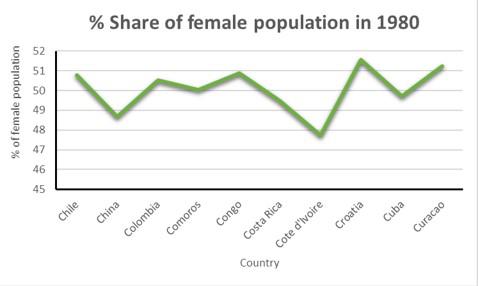 % Share of female population in 1980
% of female population
52
51
50
49
48
47
46
45
Chile
China
Colombia
Comoros
Congo
Costa Rica
Cote d'Ivoire
Croatia
Cuba
Curacao
Country